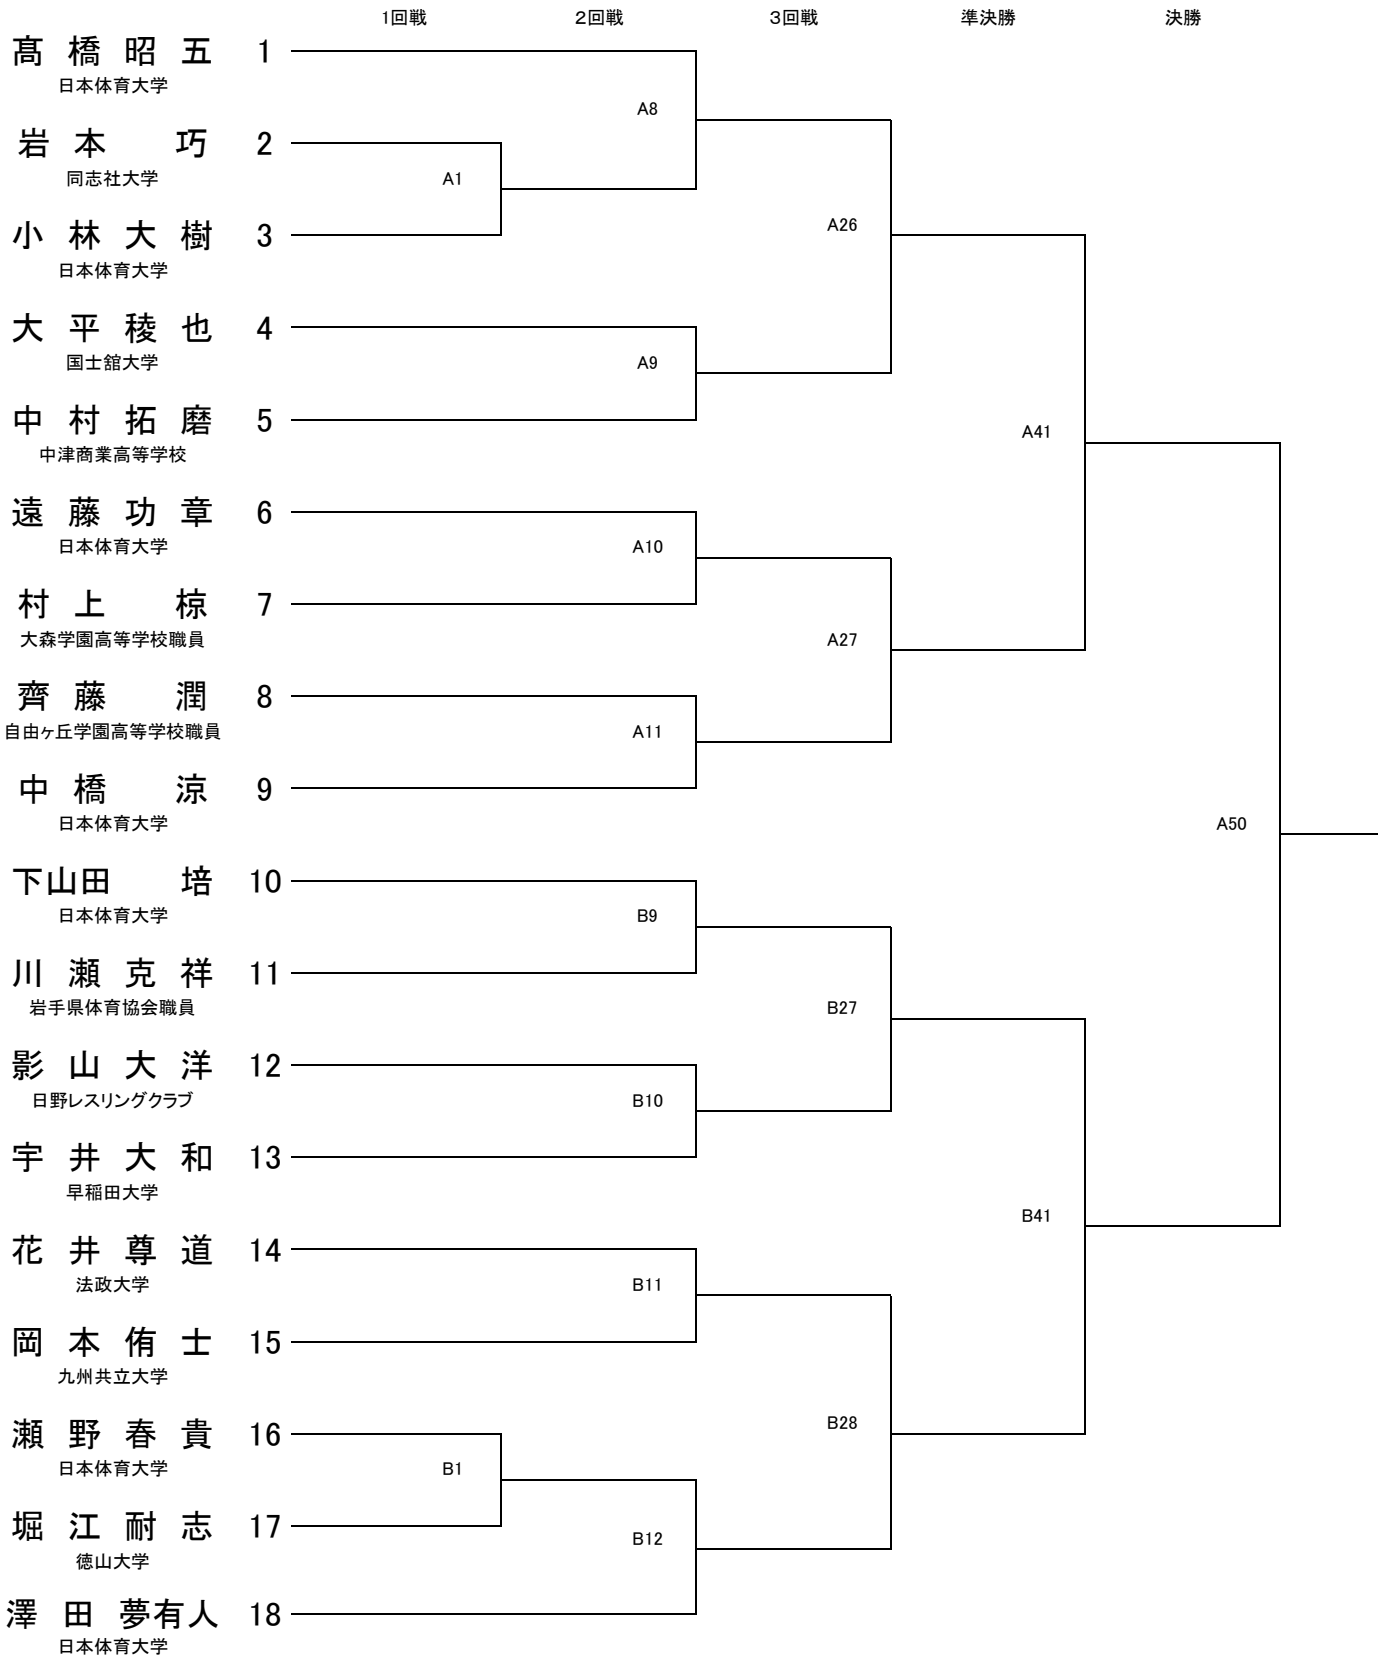 1回戦 2回戦 3回戦 準決勝 決勝
髙橋昭五 1
日本体育大学
A8
岩本 巧 2
同志社大学
A1
小林大樹 3
日本体育大学
A26
大平稜也 4
国士舘大学
A9
中村拓磨 5
中津商業高等学校
A41
遠藤功章 6
日本体育大学
A10
村上 椋 7
大森学園高等学校職員
A27
齊藤 潤 8
自由ヶ丘学園高等学校職員
A11
中橋 涼 9
日本体育大学
A50
下山田 培 10
日本体育大学
B9
川瀬克祥 11
岩手県体育協会職員
B27
影山大洋 12
日野レスリングクラブ
B10
宇井大和 13
早稲田大学
B41
花井尊道 14
法政大学
B11
岡本侑士 15
九州共立大学
B28
瀬野春貴 16
日本体育大学
B1
堀江耐志 17
徳山大学
B12
澤田夢有人 18
日本体育大学